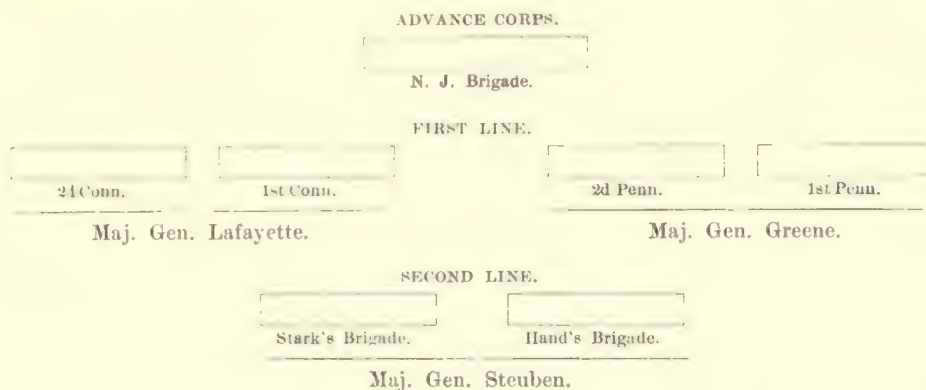 ADVANCE CORPS.
N. J. Brigade.
FIRST LINE.
2d Conn. 1st Conn. 2d Penn. 1st Penn.
Maj. Gen. Lafayette. Maj. Gen. Greene.
SECOND LINE.
Stark's Brigade. Hand's Brigade.
Maj. Gen. Steuben.